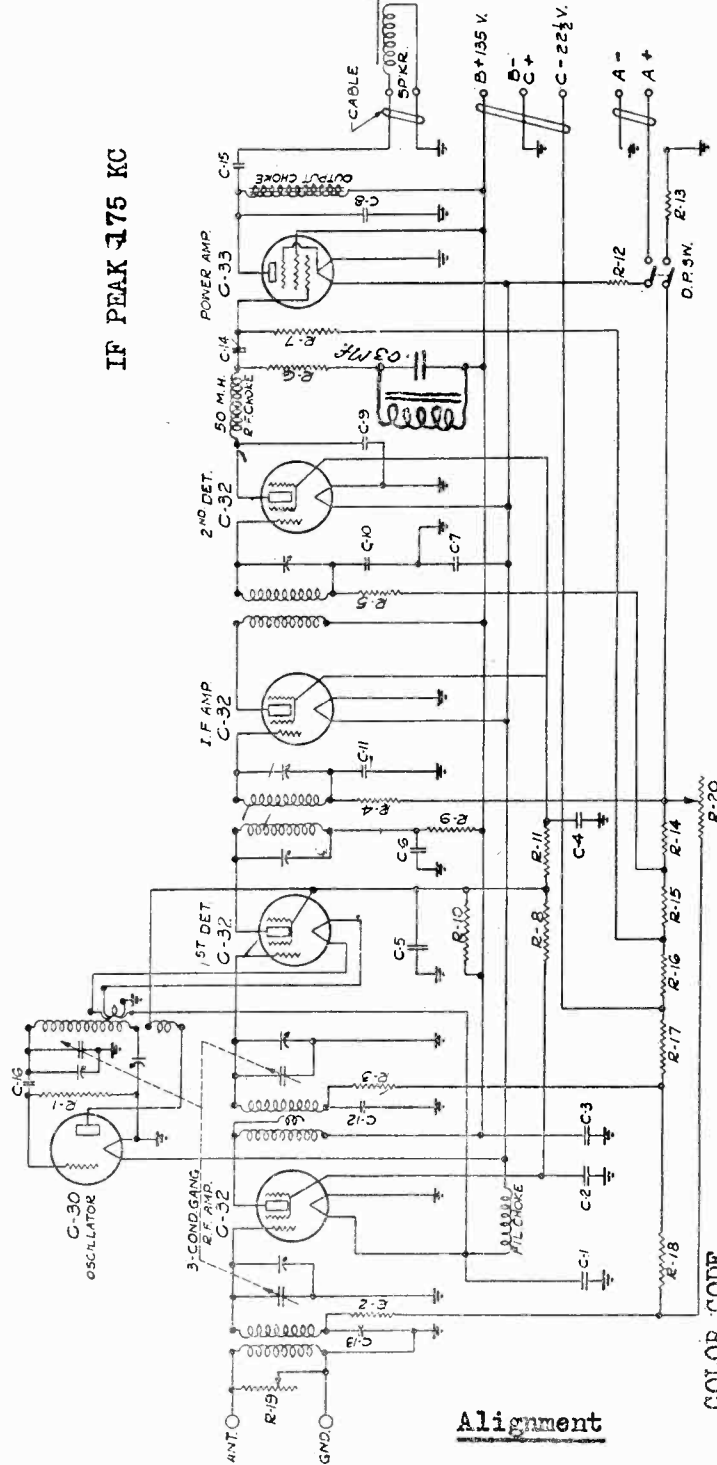 IF PEAK 175 KC
C-16
R-1
C-30
OSCILLATOR
3-COND. GANG
R.F. AMP.
C-32
1ST DET.
C-32
I.F. AMP.
C-32
2ND DET.
C-32
50 M.H.
R.F. CHOKE
C-14
POWER AMP.
C-33
C-15
OUTPUT CHOKE
C-8
CABLE
SPKR.
ANT.
R-19
GND.
C-13
R-2
C-12
R-3
C-5
R-10
C-6
R-9
R-4
C-11
R-5
C-10
C-7
C-9
R-6
R-7
.03 Mf.
B+135 V.
B-
C+
C-22½ V.
A-
A+
FIL CHOKE
C-1
C-2
C-3
R-8
R-11
C-4
R-12
D.P. SW.
R-13
R-18
R-17
R-16
R-15
R-14
R-20
Alignment
COLOR CODE